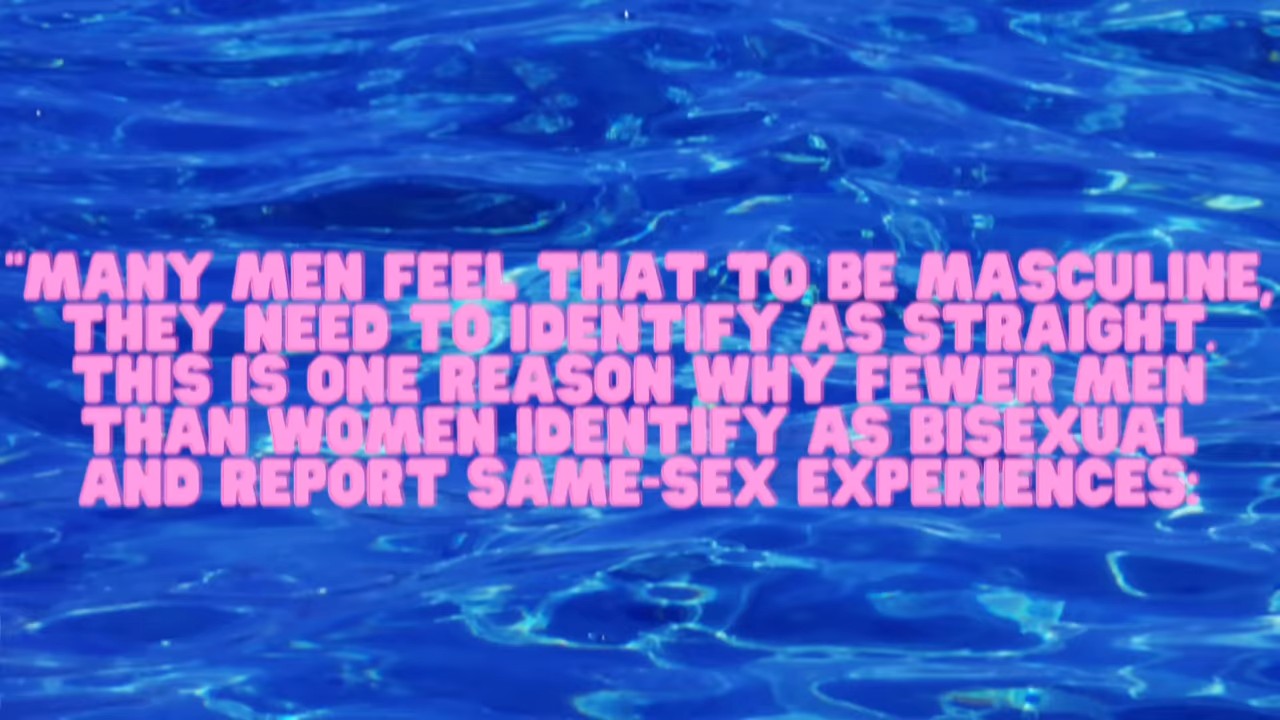 "MANY MEN FEEL THAT TO BE MASCULINE,
THEY NEED TO IDENTIFY AS STRAIGHT.
THIS IS ONE REASON WHY FEWER MEN
THAN WOMEN IDENTIFY AS BISEXUAL
AND REPORT SAME-SEX EXPERIENCES: